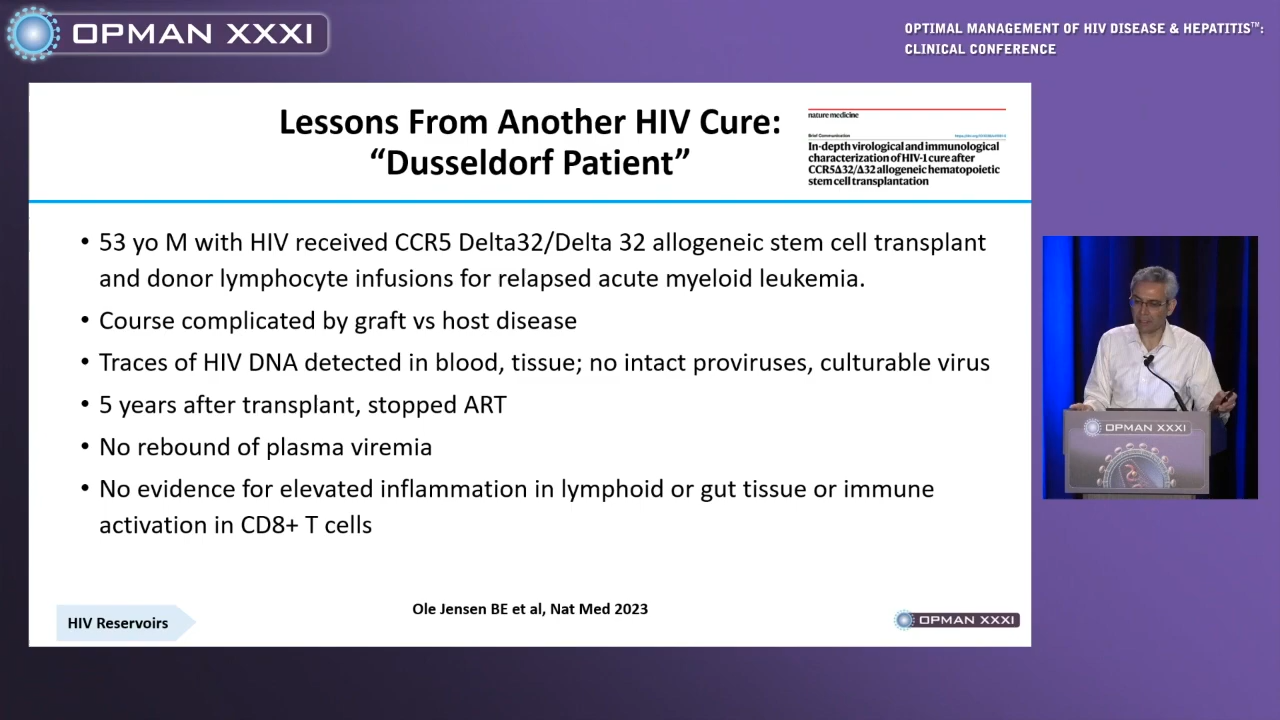 OPMAN XXXI
OPTIMAL MANAGEMENT OF HIV DISEASE & HEPATITIS™:
CLINICAL CONFERENCE
Lessons From Another HIV Cure:
“Dusseldorf Patient”
nature medicine
Brief Communication
In-depth virological and immunological
characterization of HIV-1 cure after
CCR5Δ32/Δ32 allogeneic hematopoietic
stem cell transplantation
• 53 yo M with HIV received CCR5 Delta32/Delta 32 allogeneic stem cell transplant
and donor lymphocyte infusions for relapsed acute myeloid leukemia.
• Course complicated by graft vs host disease
• Traces of HIV DNA detected in blood, tissue; no intact proviruses, culturable virus
• 5 years after transplant, stopped ART
• No rebound of plasma viremia
• No evidence for elevated inflammation in lymphoid or gut tissue or immune
activation in CD8+ T cells
OPMAN XXXI
Ole Jensen BE et al, Nat Med 2023
HIV Reservoirs
OPMAN XXXI